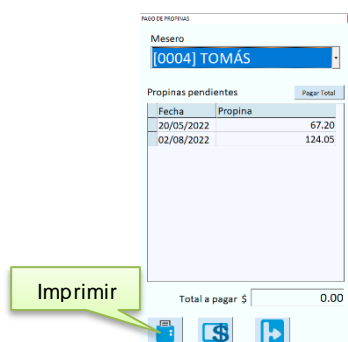 PAGO DE PROPINAS
Mesero
[0004] TOMÁS
Propinas pendientes Pagar Total
Fecha Propina
20/05/2022 67.20
02/08/2022 124.05
Imprimir
Total a pagar $ 0.00